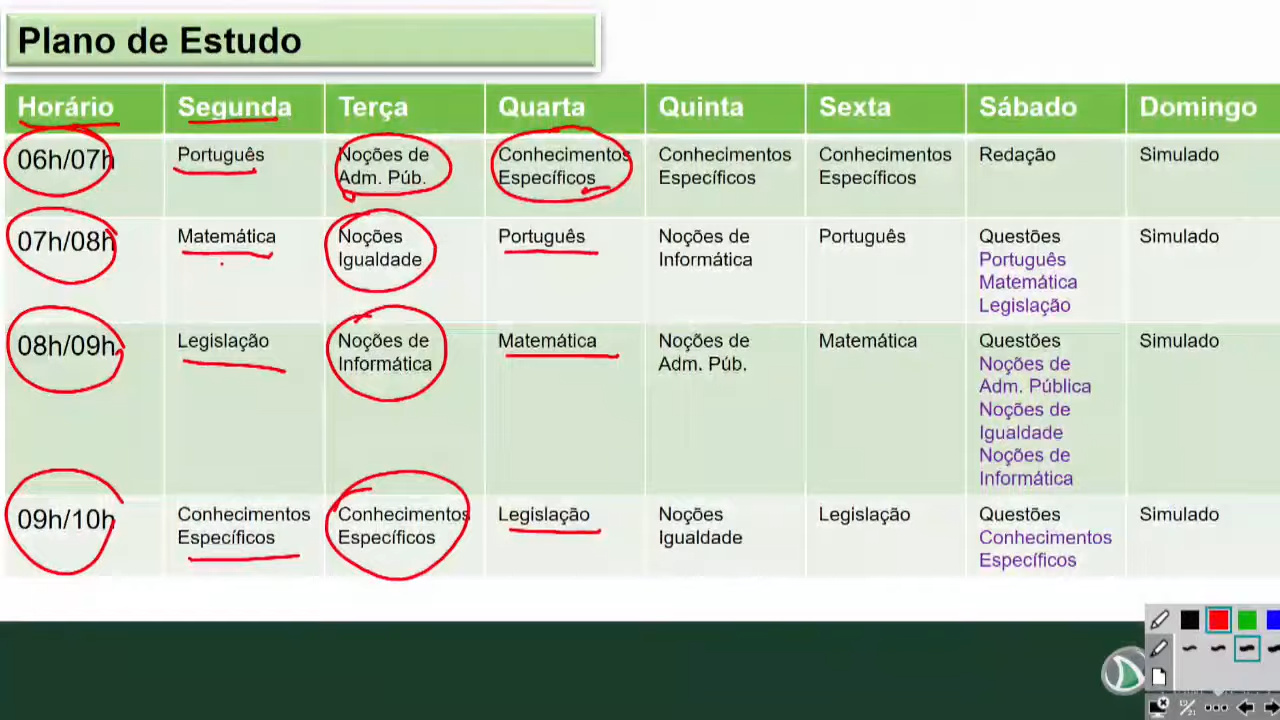 Plano de Estudo
Horário Segunda Terça Quarta Quinta Sexta Sábado Domingo
06h/07h Português Noções de Conhecimentos Conhecimentos Conhecimentos Redação Simulado
Adm. Púb. Específicos Específicos Específicos
07h/08h Matemática Noções Português Noções de Português Questões Simulado
Igualdade Informática Português
Matemática
Legislação
08h/09h Legislação Noções de Matemática Noções de Matemática Questões Simulado
Informática Adm. Púb. Noções de
Adm. Pública
Noções de
Igualdade
Noções de
Informática
09h/10h Conhecimentos Conhecimentos Legislação Noções Legislação Questões Simulado
Específicos Específicos Igualdade Conhecimentos
Específicos